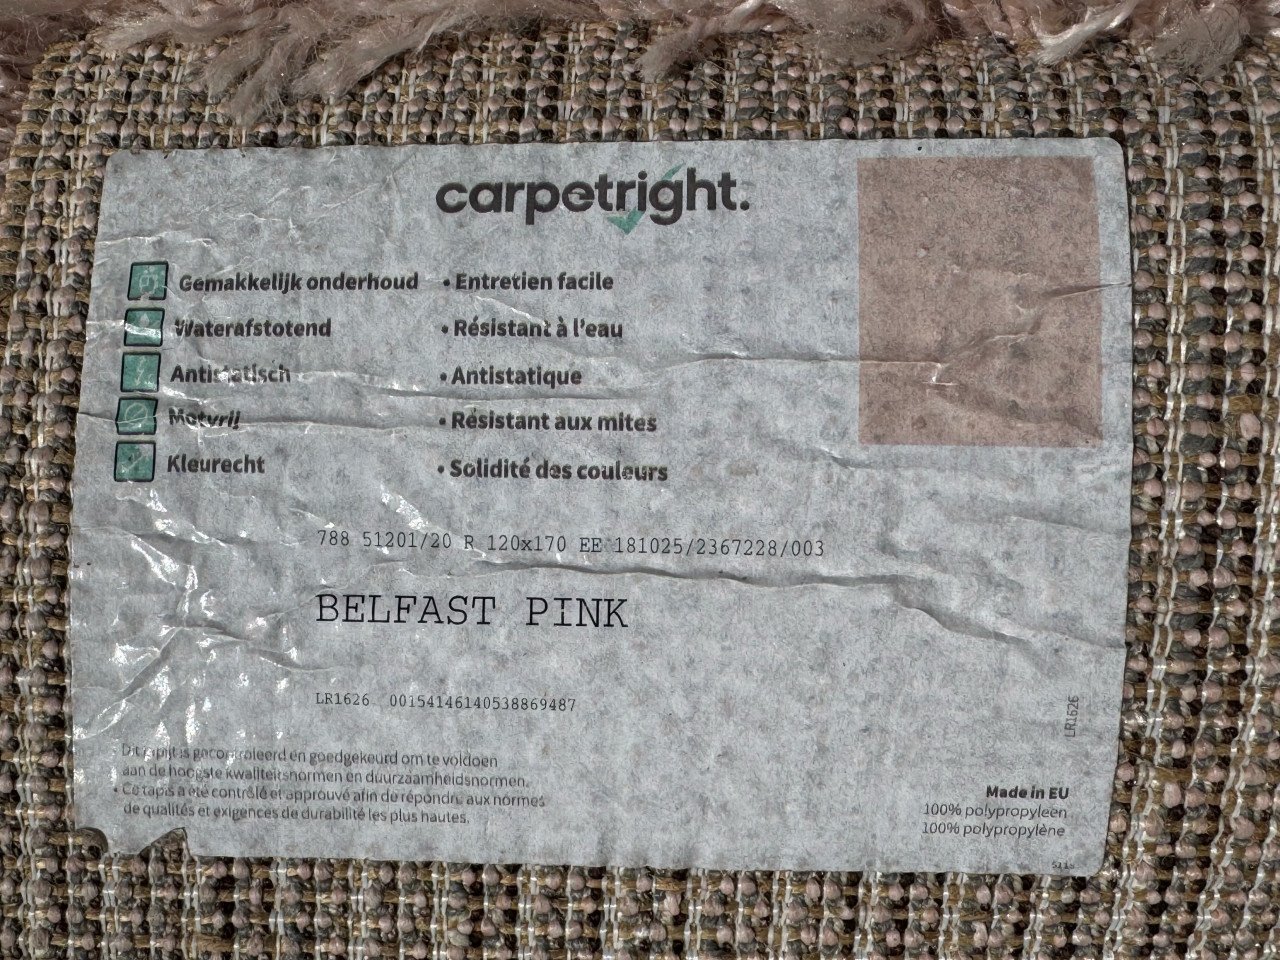 carpetright.
Gemakkelijk onderhoud • Entretien facile
Waterafstotend • Résistant à l'eau
Antistatisch • Antistatique
Motvrij • Résistant aux mites
Kleurecht • Solidité des couleurs
788 51201/20 R 120x170 EE 181025/2367228/003
BELFAST PINK
LR1626 00154146140538869487
LR1626
Dit tapijt is gecontroleerd en goedgekeurd om te voldoen
aan de hoogste kwaliteitsnormen en duurzaamheidsnormen.
• Ce tapis a été contrôlé et approuvé afin de répondre aux normes
de qualités et exigences de durabilité les plus hautes.
Made in EU
100% polypropyleen
100% polypropylène